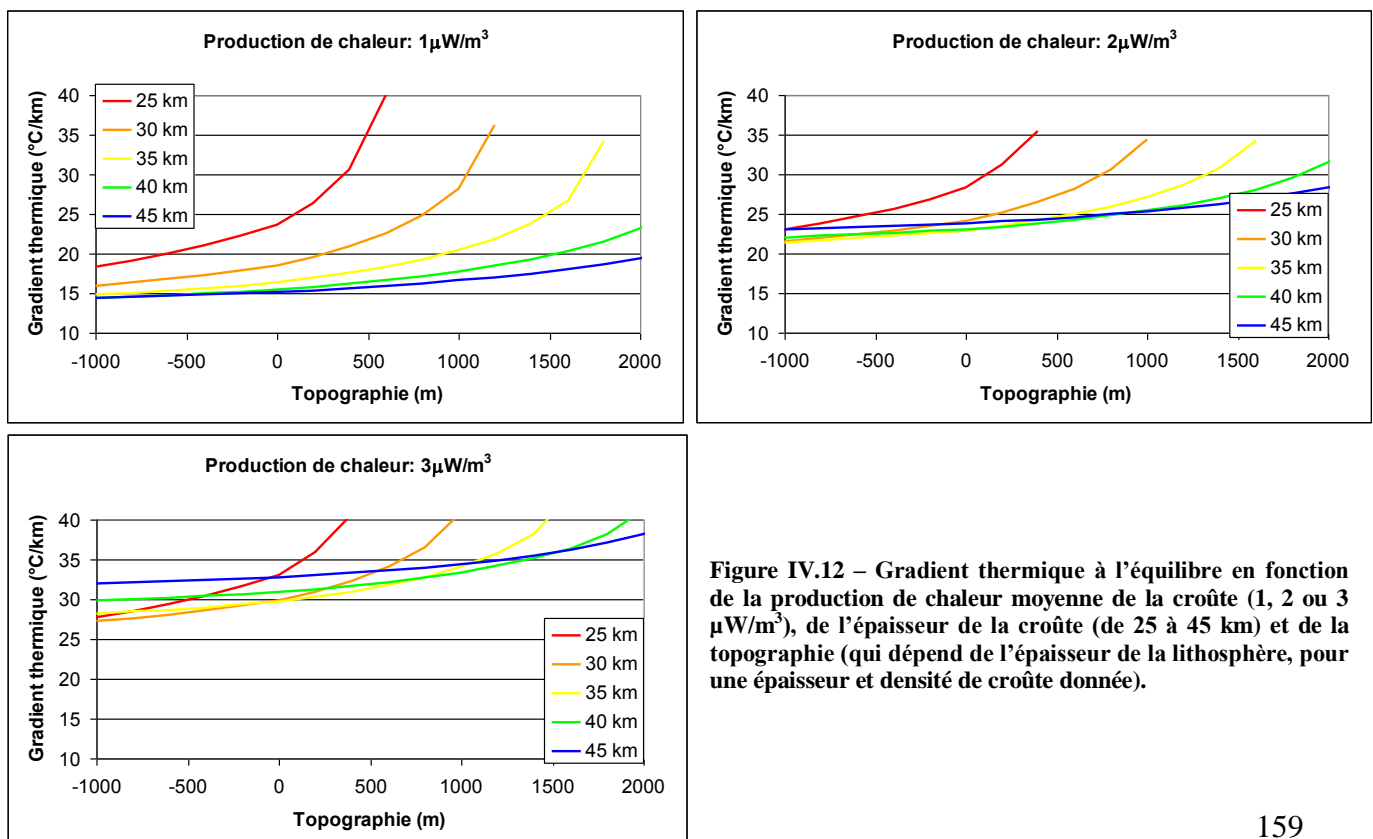 Production de chaleur: 1μW/m³
Gradient thermique (°C/km)
40
35
30
25
20
15
10
25 km
30 km
35 km
40 km
45 km
-1000 -500 0 500 1000 1500 2000
Topographie (m)
Production de chaleur: 2μW/m³
Gradient thermique (°C/km)
40
35
30
25
20
15
10
25 km
30 km
35 km
40 km
45 km
-1000 -500 0 500 1000 1500 2000
Topographie (m)
Production de chaleur: 3μW/m³
Gradient thermique (°C/km)
40
35
30
25
20
15
10
25 km
30 km
35 km
40 km
45 km
-1000 -500 0 500 1000 1500 2000
Topographie (m)
Figure IV.12 – Gradient thermique à l’équilibre en fonction
de la production de chaleur moyenne de la croûte (1, 2 ou 3
µW/m³), de l’épaisseur de la croûte (de 25 à 45 km) et de la
topographie (qui dépend de l’épaisseur de la lithosphère, pour
une épaisseur et densité de croûte donnée).
159